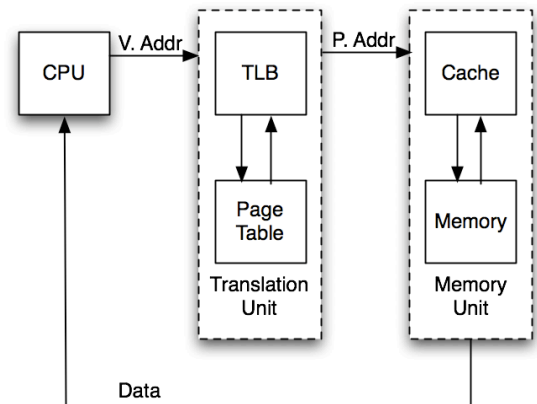 V. Addr
P. Addr
CPU
TLB
Cache
Page
Table
Memory
Translation
Unit
Memory
Unit
Data